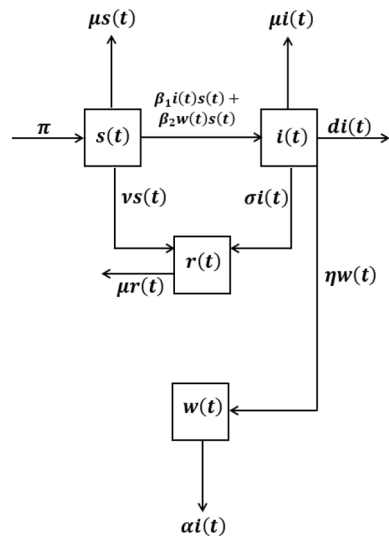 μs(t)
μi(t)
π
s(t)
β₁i(t)s(t) +
β₂w(t)s(t)
i(t)
di(t)
νs(t)
σi(t)
r(t)
μr(t)
ηw(t)
w(t)
αi(t)